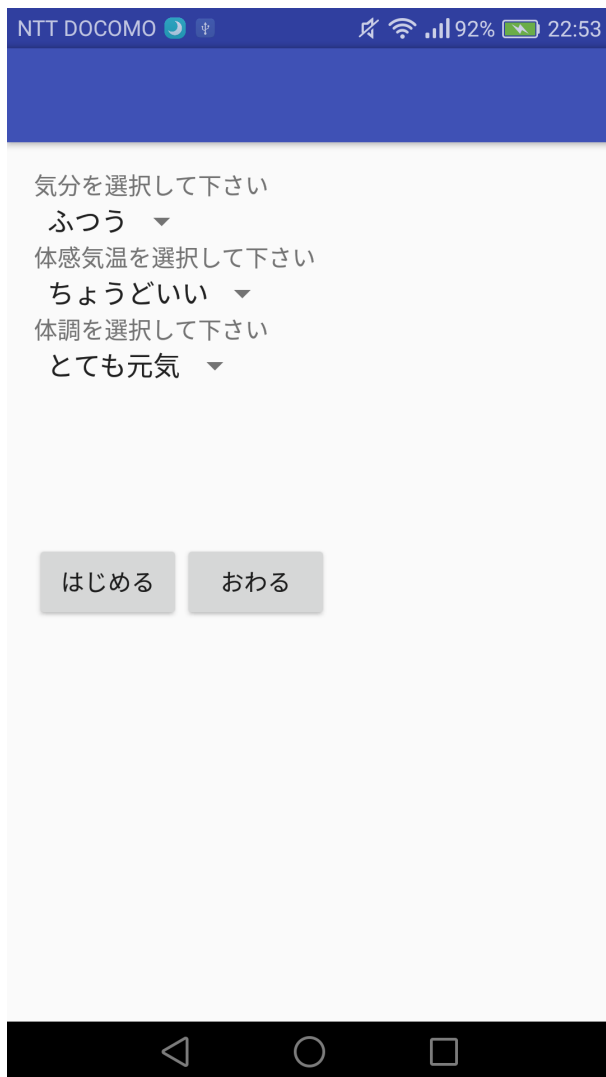 NTT DOCOMO 92% 22:53
気分を選択して下さい
ふつう
体感気温を選択して下さい
ちょうどいい
体調を選択して下さい
とても元気
はじめる おわる